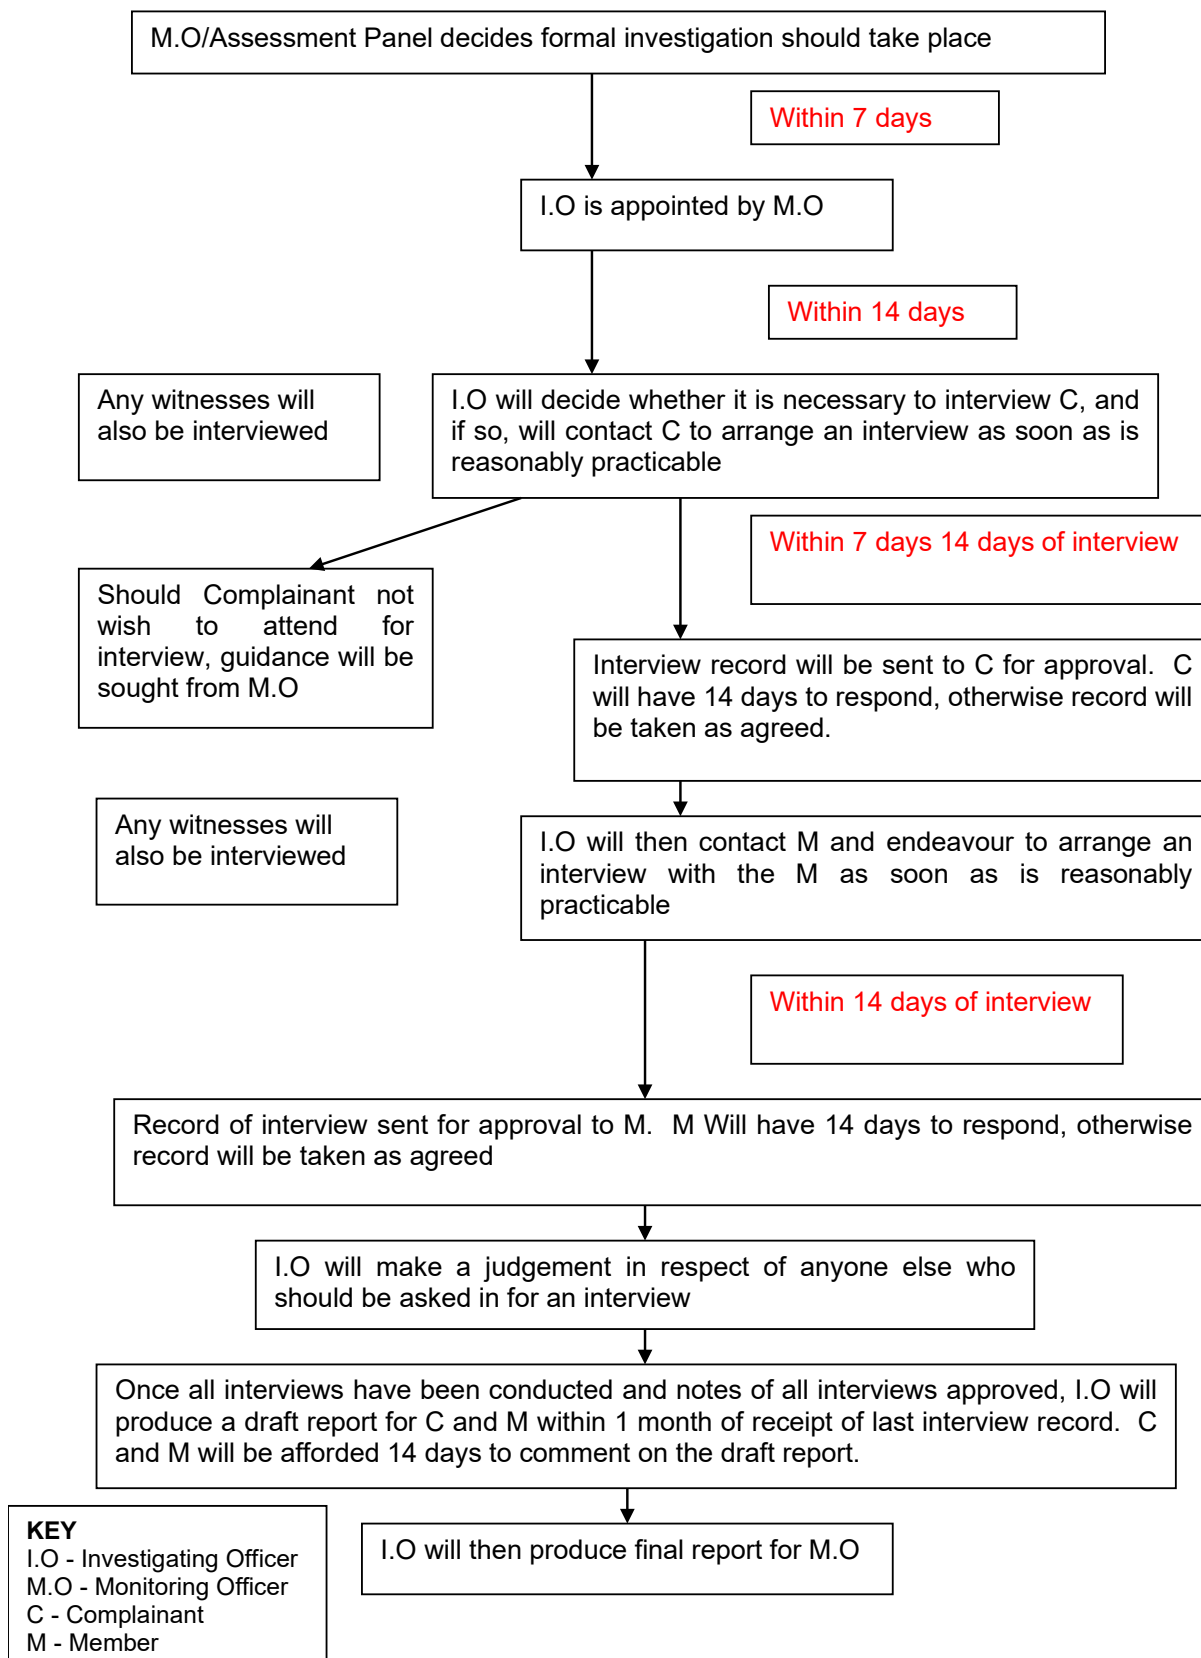 M.O/Assessment Panel decides formal investigation should take place
Within 7 days
I.O is appointed by M.O
Within 14 days
Any witnesses will
also be interviewed
I.O will decide whether it is necessary to interview C, and
if so, will contact C to arrange an interview as soon as is
reasonably practicable
Within 7 days 14 days of interview
Should Complainant not
wish to attend for
interview, guidance will be
sought from M.O
Interview record will be sent to C for approval. C
will have 14 days to respond, otherwise record will
be taken as agreed.
Any witnesses will
also be interviewed
I.O will then contact M and endeavour to arrange an
interview with the M as soon as is reasonably
practicable
Within 14 days of interview
Record of interview sent for approval to M. M Will have 14 days to respond, otherwise
record will be taken as agreed
I.O will make a judgement in respect of anyone else who
should be asked in for an interview
Once all interviews have been conducted and notes of all interviews approved, I.O will
produce a draft report for C and M within 1 month of receipt of last interview record. C
and M will be afforded 14 days to comment on the draft report.
I.O will then produce final report for M.O
KEY
I.O - Investigating Officer
M.O - Monitoring Officer
C - Complainant
M - Member